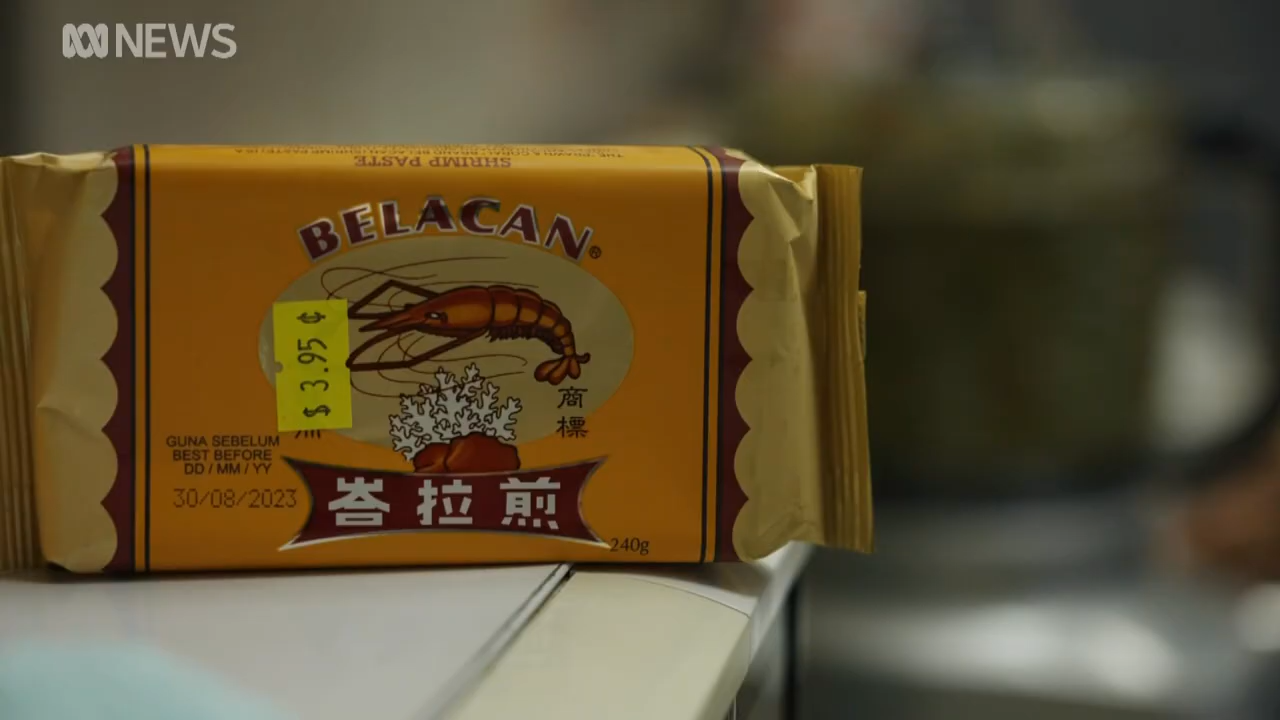 NEWS
SHRIMP PASTE
BELACAN®
$ 3.95 ¢
商
標
GUNA SEBELUM
BEST BEFORE
DD / MM / YY
30/08/2023
峇拉煎
240g